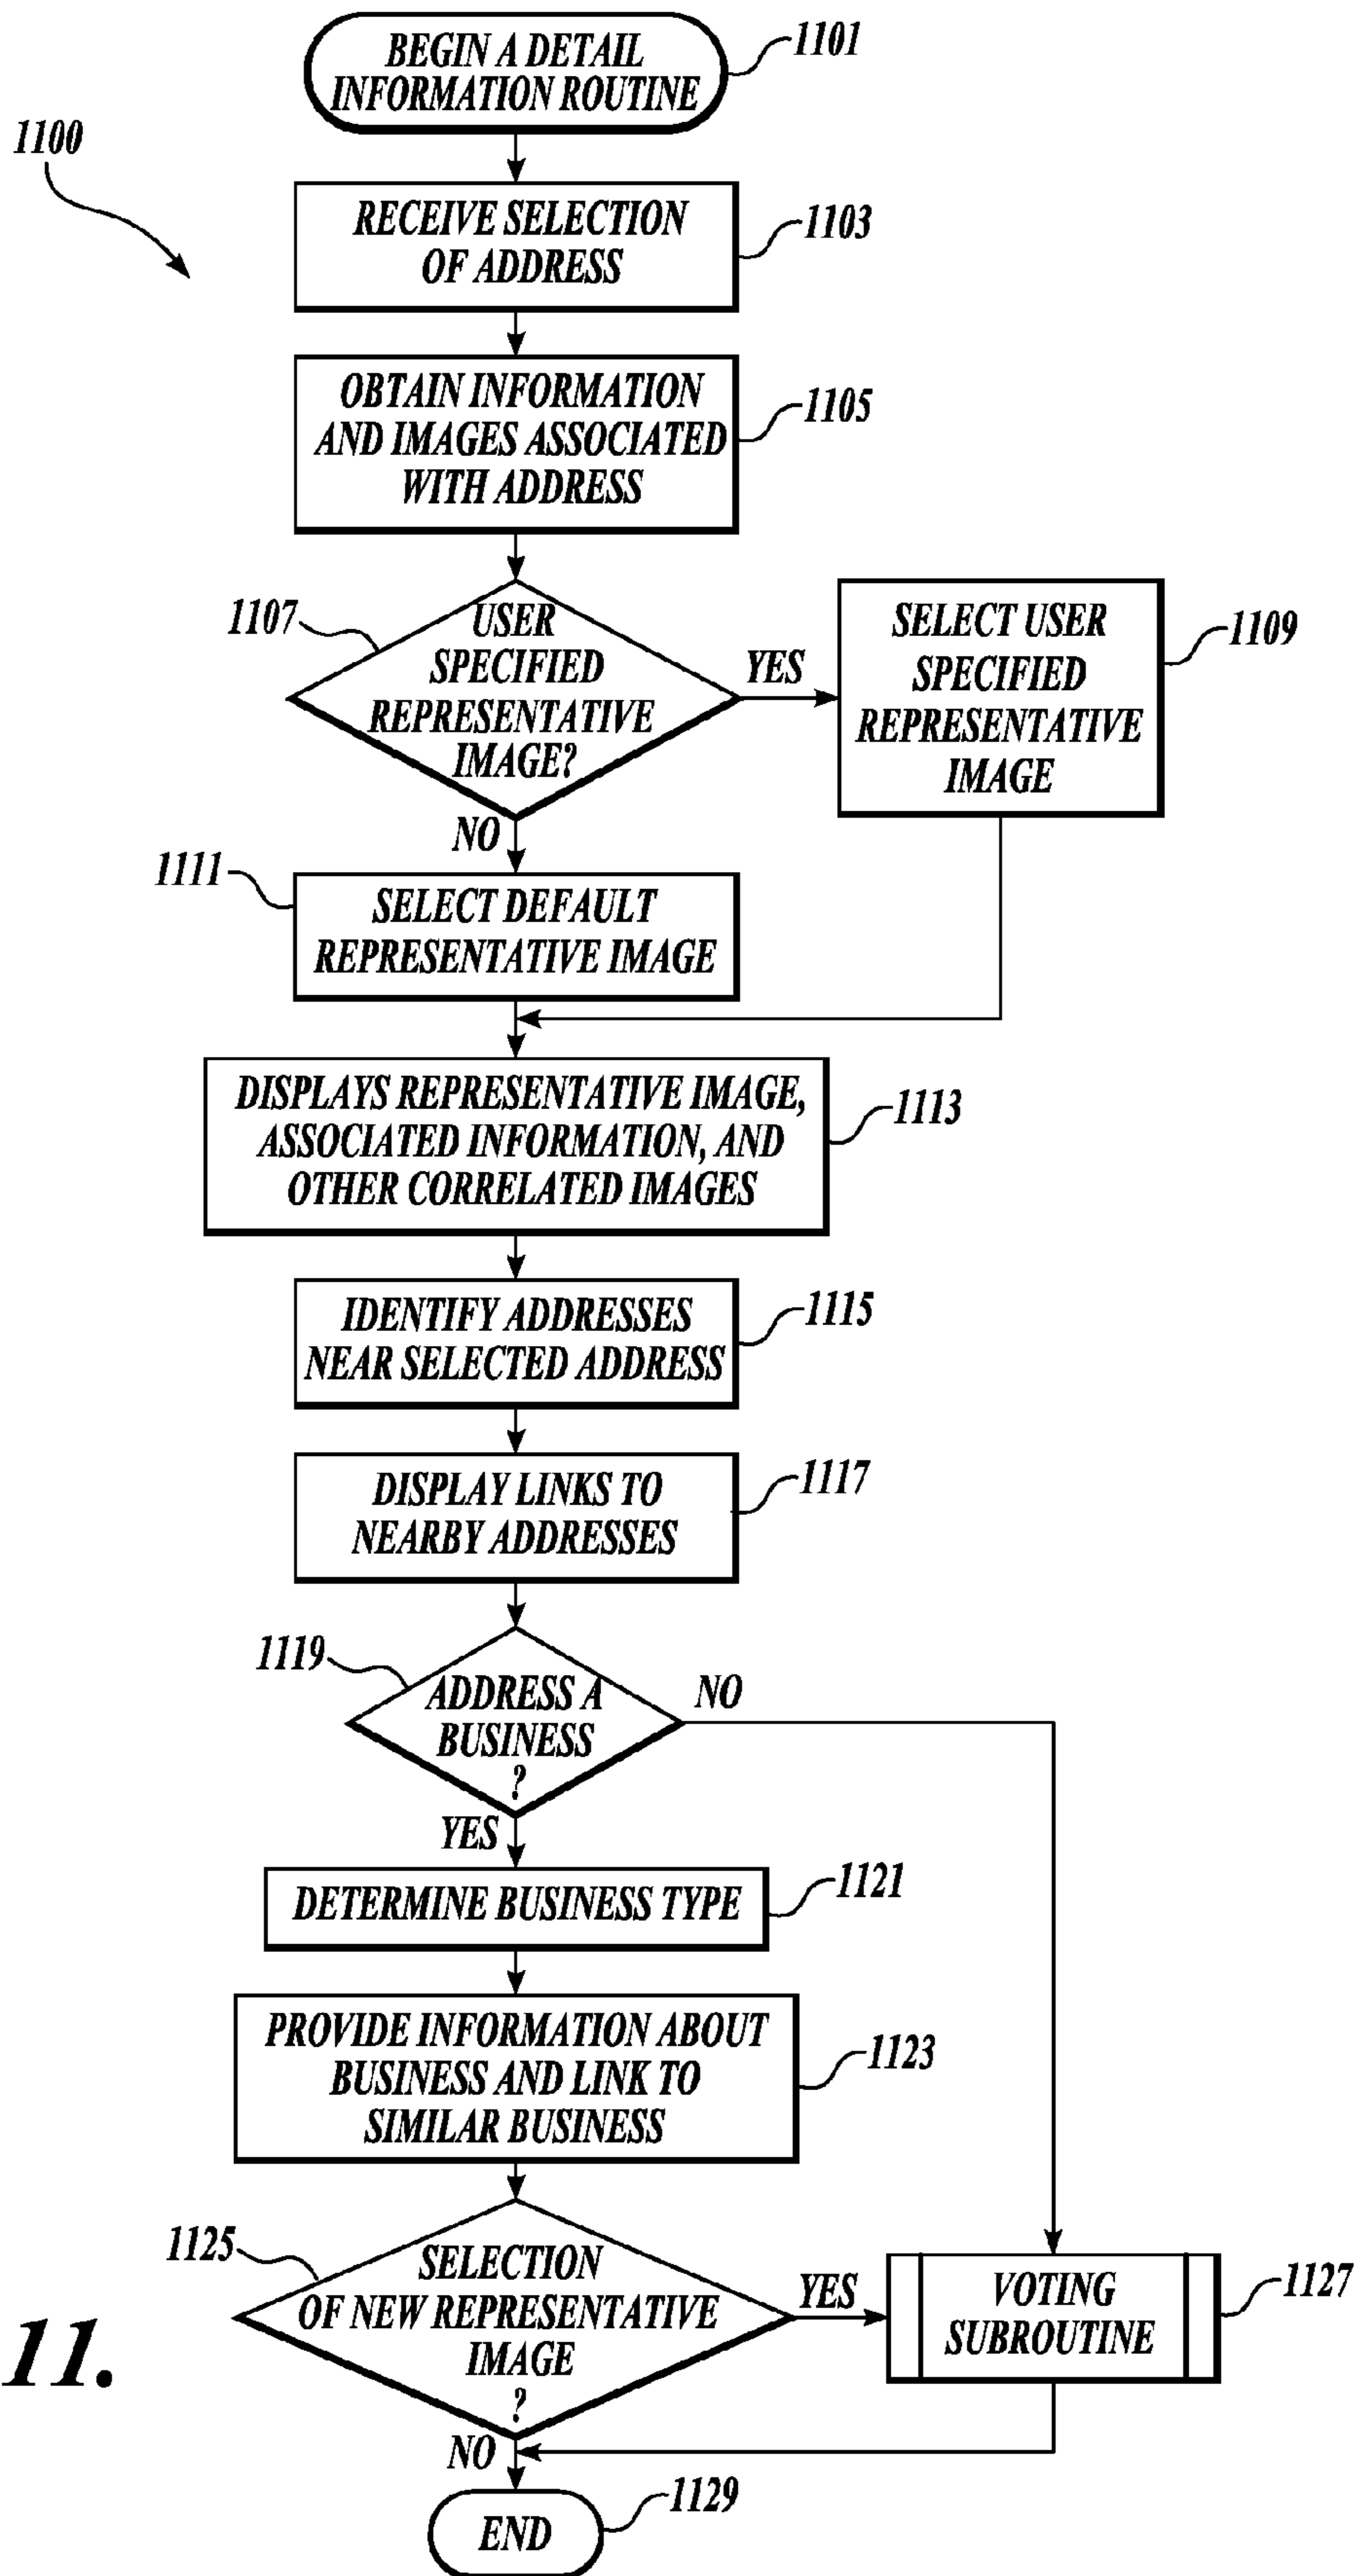 BEGIN A DETAIL
INFORMATION ROUTINE
1101
1100
RECEIVE SELECTION
OF ADDRESS
1103
OBTAIN INFORMATION
AND IMAGES ASSOCIATED
WITH ADDRESS
1105
1107
USER
SPECIFIED
REPRESENTATIVE
IMAGE?
YES
SELECT USER
SPECIFIED
REPRESENTATIVE
IMAGE
1109
NO
1111
SELECT DEFAULT
REPRESENTATIVE IMAGE
DISPLAYS REPRESENTATIVE IMAGE,
ASSOCIATED INFORMATION, AND
OTHER CORRELATED IMAGES
1113
IDENTIFY ADDRESSES
NEAR SELECTED ADDRESS
1115
DISPLAY LINKS TO
NEARBY ADDRESSES
1117
1119
ADDRESS A
BUSINESS
?
NO
YES
DETERMINE BUSINESS TYPE
1121
PROVIDE INFORMATION ABOUT
BUSINESS AND LINK TO
SIMILAR BUSINESS
1123
1125
SELECTION
OF NEW REPRESENTATIVE
IMAGE
?
YES
VOTING
SUBROUTINE
1127
11.
NO
END
1129